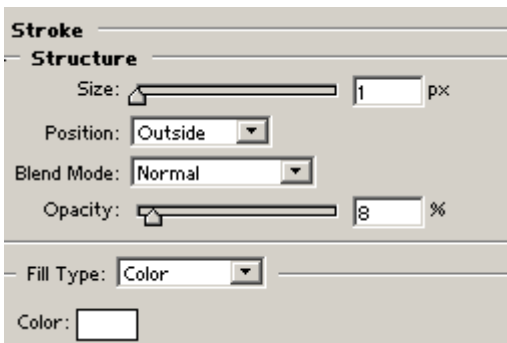 Stroke
Structure
Size: 1 px
Position: Outside
Blend Mode: Normal
Opacity: 8 %
Fill Type: Color
Color: